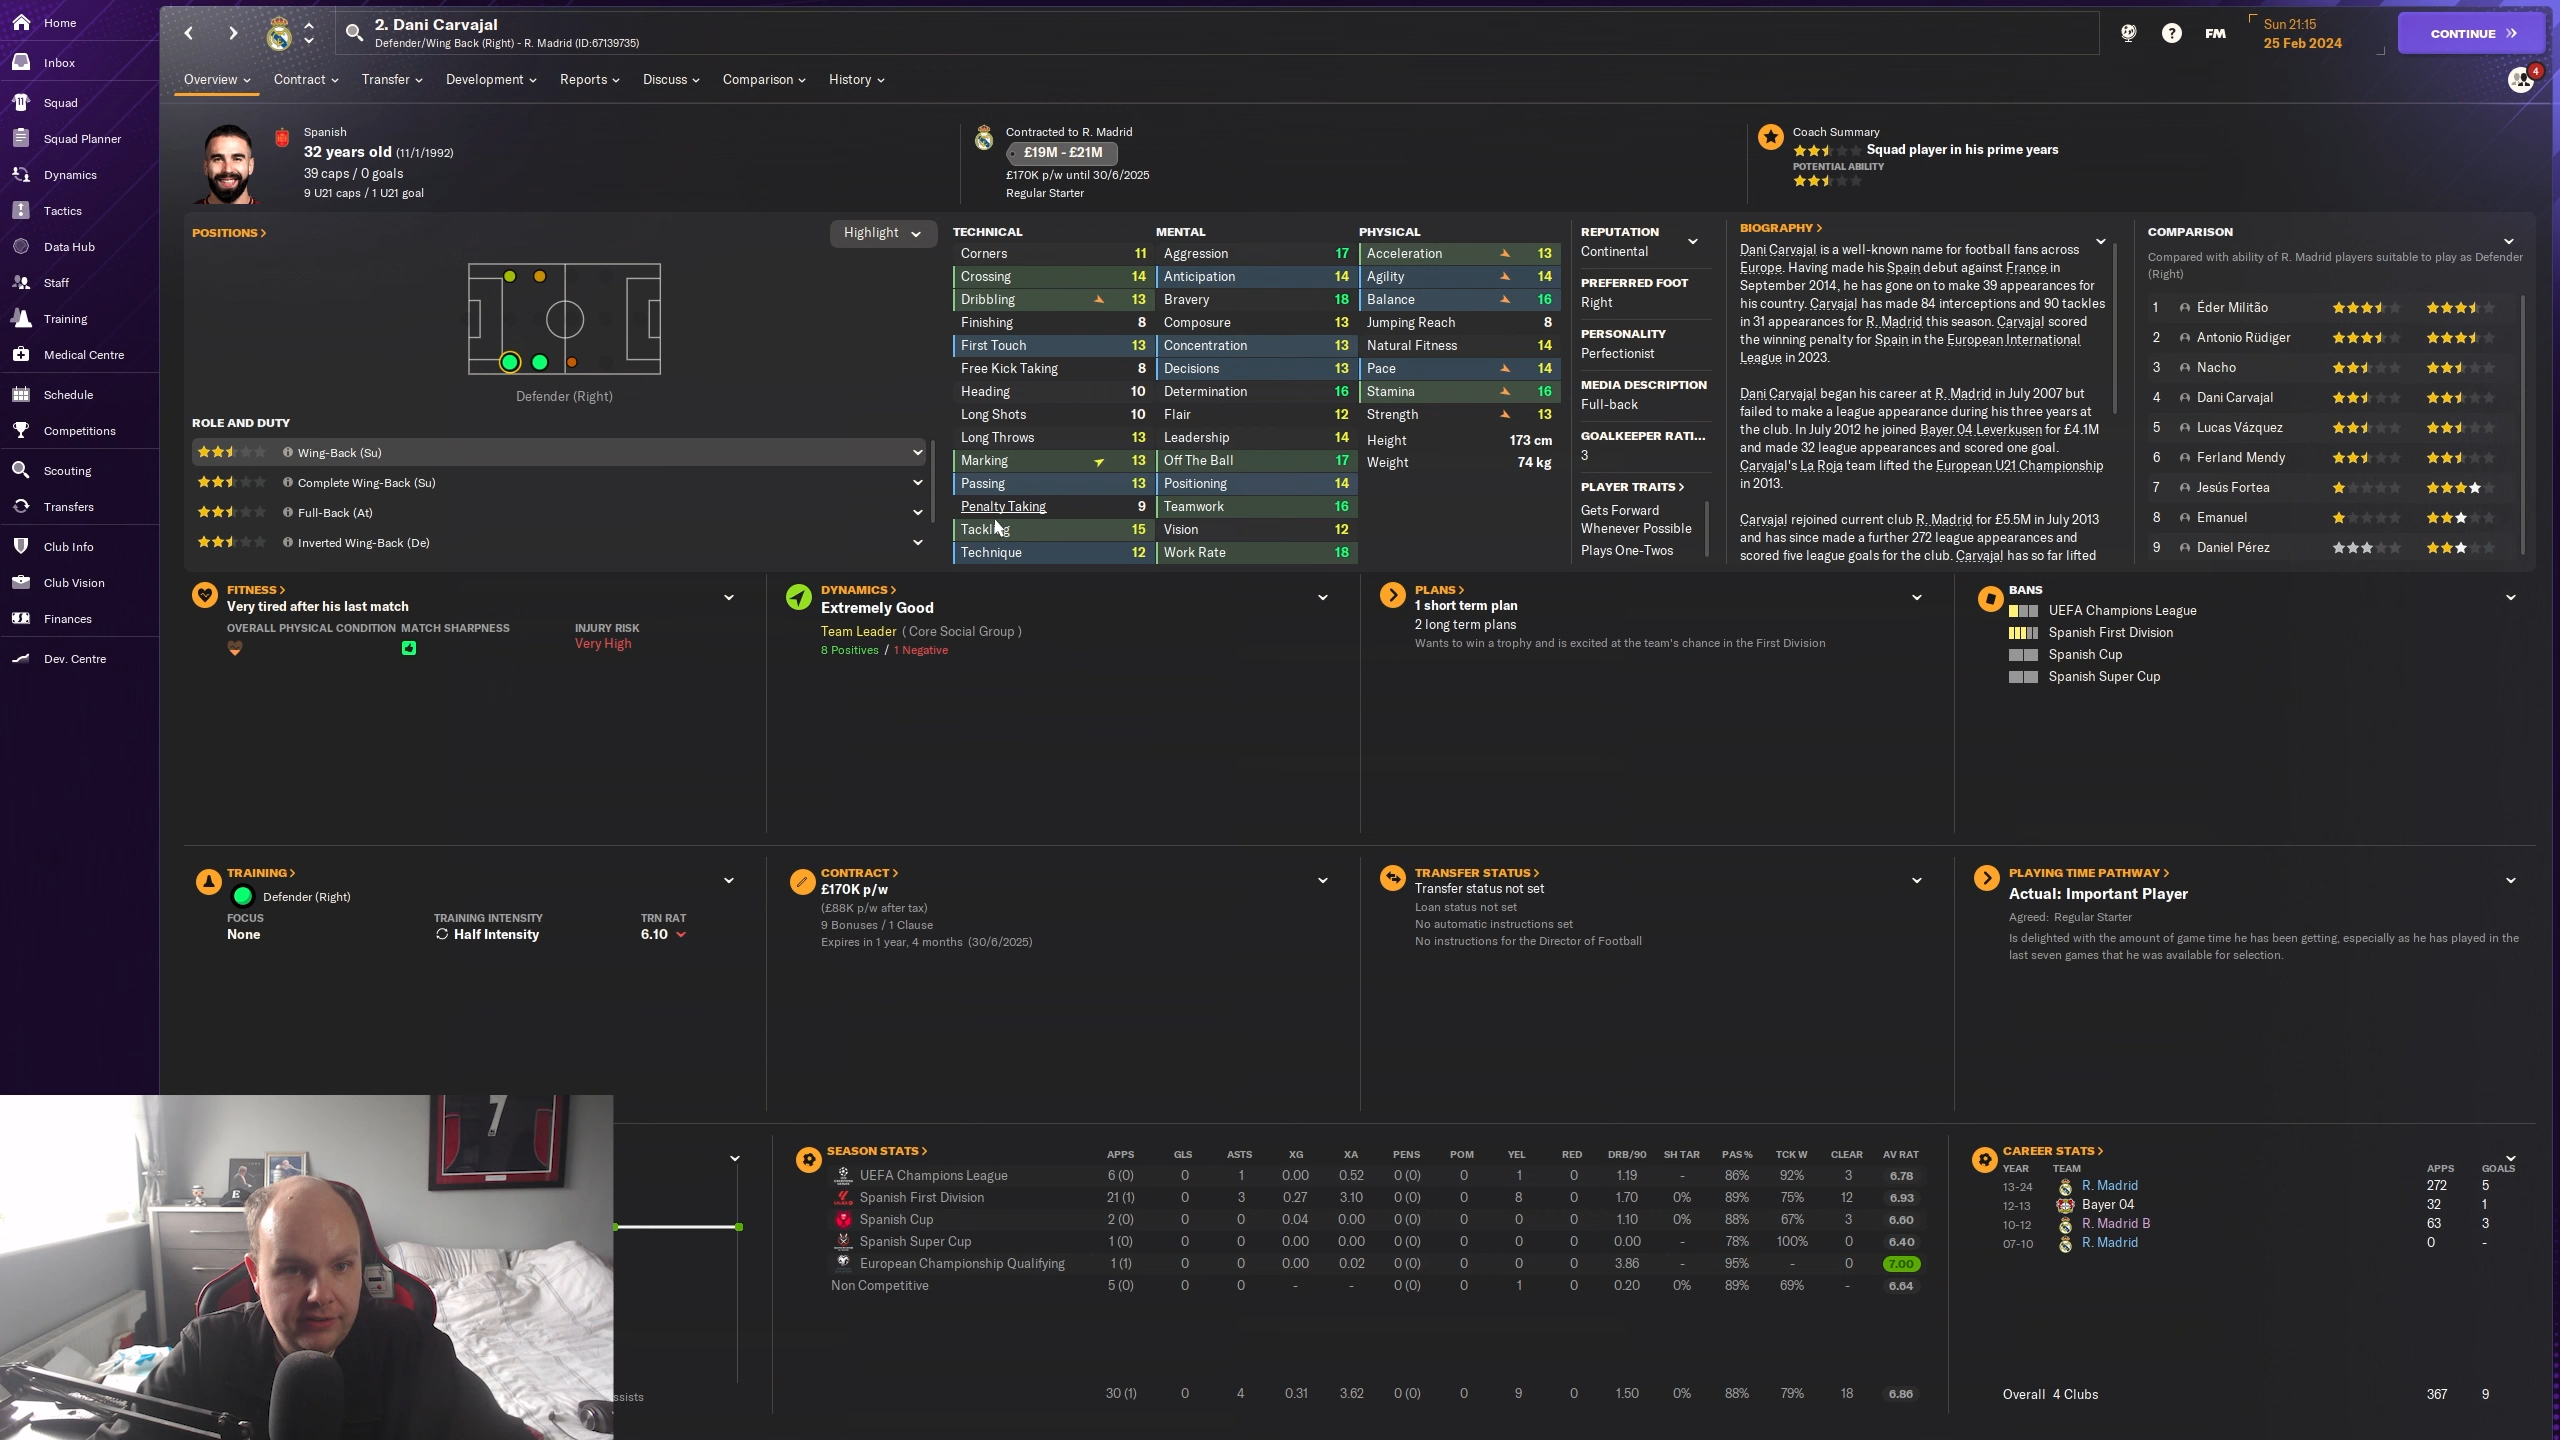 Home
Inbox
Squad
Squad Planner
Dynamics
Tactics
Data Hub
Staff
Training
Medical Centre
Schedule
Competitions
Scouting
Transfers
Club Info
Club Vision
Finances
Dev. Centre
2. Dani Carvajal
Defender/Wing Back (Right) - R. Madrid (ID:67139735)
FM
Sun 21:15
25 Feb 2024
CONTINUE
4
Overview
Contract
Transfer
Development
Reports
Discuss
Comparison
History
Spanish
32 years old (11/1/1992)
39 caps / 0 goals
9 U21 caps / 1 U21 goal
Contracted to R. Madrid
£19M - £21M
£170K p/w until 30/6/2025
Regular Starter
Coach Summary
Squad player in his prime years
POTENTIAL ABILITY
POSITIONS
Highlight
Defender (Right)
ROLE AND DUTY
Wing-Back (Su)
Complete Wing-Back (Su)
Full-Back (At)
Inverted Wing-Back (De)
TECHNICAL
Corners 11
Crossing 14
Dribbling 13
Finishing 8
First Touch 13
Free Kick Taking 8
Heading 10
Long Shots 10
Long Throws 13
Marking 13
Passing 13
Penalty Taking 9
Tackling 15
Technique 12
MENTAL
Aggression 17
Anticipation 14
Bravery 18
Composure 13
Concentration 13
Decisions 13
Determination 16
Flair 12
Leadership 14
Off The Ball 17
Positioning 14
Teamwork 16
Vision 12
Work Rate 18
PHYSICAL
Acceleration 13
Agility 14
Balance 16
Jumping Reach 8
Natural Fitness 14
Pace 14
Stamina 16
Strength 13
Height 173 cm
Weight 74 kg
REPUTATION
Continental
PREFERRED FOOT
Right
PERSONALITY
Perfectionist
MEDIA DESCRIPTION
Full-back
GOALKEEPER RATI...
3
PLAYER TRAITS
Gets Forward
Whenever Possible
Plays One-Twos
BIOGRAPHY
Dani Carvajal is a well-known name for football fans across
Europe. Having made his Spain debut against France in
September 2014, he has gone on to make 39 appearances for
his country. Carvajal has made 84 interceptions and 90 tackles
in 31 appearances for R. Madrid this season. Carvajal scored
the winning penalty for Spain in the European International
League in 2023.
Dani Carvajal began his career at R. Madrid in July 2007 but
failed to make a league appearance during his three years at
the club. In July 2012 he joined Bayer 04 Leverkusen for £4.1M
and made 32 league appearances and scored one goal.
Carvajal's La Roja team lifted the European U21 Championship
in 2013.
Carvajal rejoined current club R. Madrid for £5.5M in July 2013
and has since made a further 272 league appearances and
scored five league goals for the club. Carvajal has so far lifted
COMPARISON
Compared with ability of R. Madrid players suitable to play as Defender
(Right)
1 Éder Militão
2 Antonio Rüdiger
3 Nacho
4 Dani Carvajal
5 Lucas Vázquez
6 Ferland Mendy
7 Jesús Fortea
8 Emanuel
9 Daniel Pérez
FITNESS
Very tired after his last match
OVERALL PHYSICAL CONDITION MATCH SHARPNESS INJURY RISK
Very High
DYNAMICS
Extremely Good
Team Leader ( Core Social Group )
8 Positives / 1 Negative
PLANS
1 short term plan
2 long term plans
Wants to win a trophy and is excited at the team's chance in the First Division
BANS
UEFA Champions League
Spanish First Division
Spanish Cup
Spanish Super Cup
TRAINING
Defender (Right)
FOCUS TRAINING INTENSITY TRN RAT
None Half Intensity 6.10
CONTRACT
£170K p/w
(£88K p/w after tax)
9 Bonuses / 1 Clause
Expires in 1 year, 4 months (30/6/2025)
TRANSFER STATUS
Transfer status not set
Loan status not set
No automatic instructions set
No instructions for the Director of Football
PLAYING TIME PATHWAY
Actual: Important Player
Agreed: Regular Starter
Is delighted with the amount of game time he has been getting, especially as he has played in the
last seven games that he was available for selection.
7
E
ssists
SEASON STATS APPS GLS ASTS XG XA PENS POM YEL RED DRB/90 SH TAR PAS % TCK W CLEAR AV RAT
UEFA Champions League 6 (0) 0 1 0.00 0.52 0 (0) 0 1 0 1.19 - 86% 92% 3 6.78
Spanish First Division 21 (1) 0 3 0.27 3.10 0 (0) 0 8 0 1.70 0% 89% 75% 12 6.93
Spanish Cup 2 (0) 0 0 0.04 0.00 0 (0) 0 0 0 1.10 0% 88% 67% 3 6.60
Spanish Super Cup 1 (0) 0 0 0.00 0.00 0 (0) 0 0 0 0.00 - 78% 100% 0 6.40
European Championship Qualifying 1 (1) 0 0 0.00 0.02 0 (0) 0 0 0 3.86 - 95% - 0 7.00
Non Competitive 5 (0) 0 0 - - 0 (0) 0 1 0 0.20 0% 89% 69% - 6.64
30 (1) 0 4 0.31 3.62 0 (0) 0 9 0 1.50 0% 88% 79% 18 6.86
CAREER STATS
YEAR TEAM APPS GOALS
13-24 R. Madrid 272 5
12-13 Bayer 04 32 1
10-12 R. Madrid B 63 3
07-10 R. Madrid 0 -
Overall 4 Clubs 367 9